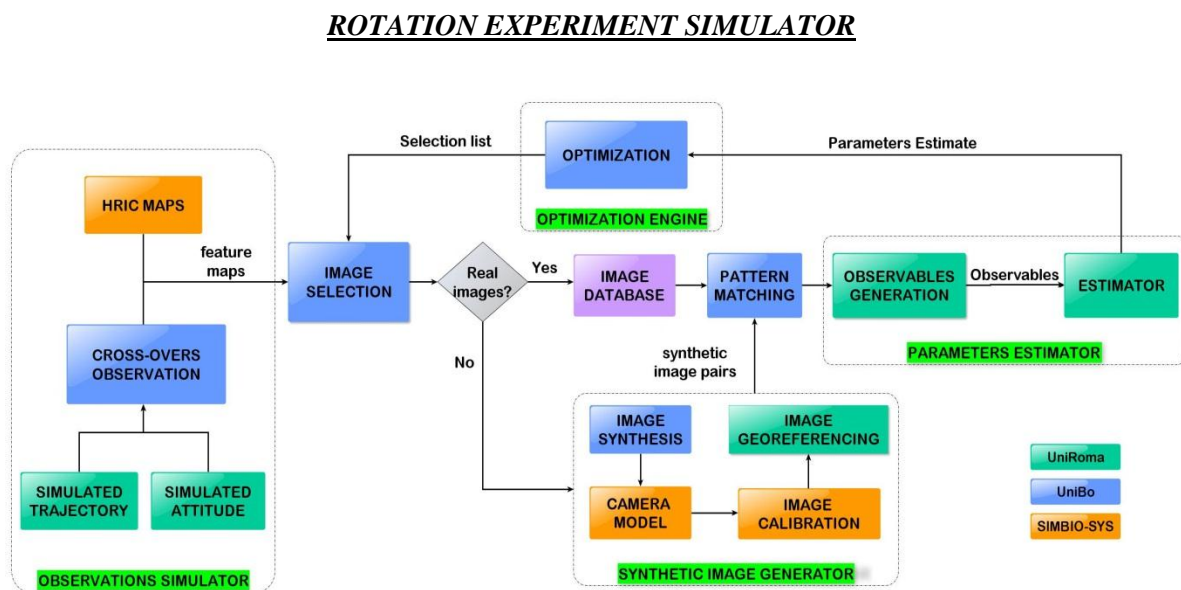 ROTATION EXPERIMENT SIMULATOR
Selection list
OPTIMIZATION
Parameters Estimate
OPTIMIZATION ENGINE
HRIC MAPS
feature
maps
IMAGE
SELECTION
Real
images?
Yes
No
IMAGE
DATABASE
PATTERN
MATCHING
OBSERVABLES
GENERATION
Observables
ESTIMATOR
PARAMETERS ESTIMATOR
CROSS-OVERS
OBSERVATION
SIMULATED
TRAJECTORY
SIMULATED
ATTITUDE
OBSERVATIONS SIMULATOR
synthetic
image pairs
IMAGE
SYNTHESIS
IMAGE
GEOREFERENCING
CAMERA
MODEL
IMAGE
CALIBRATION
SYNTHETIC IMAGE GENERATOR
UniRoma
UniBo
SIMBIO-SYS